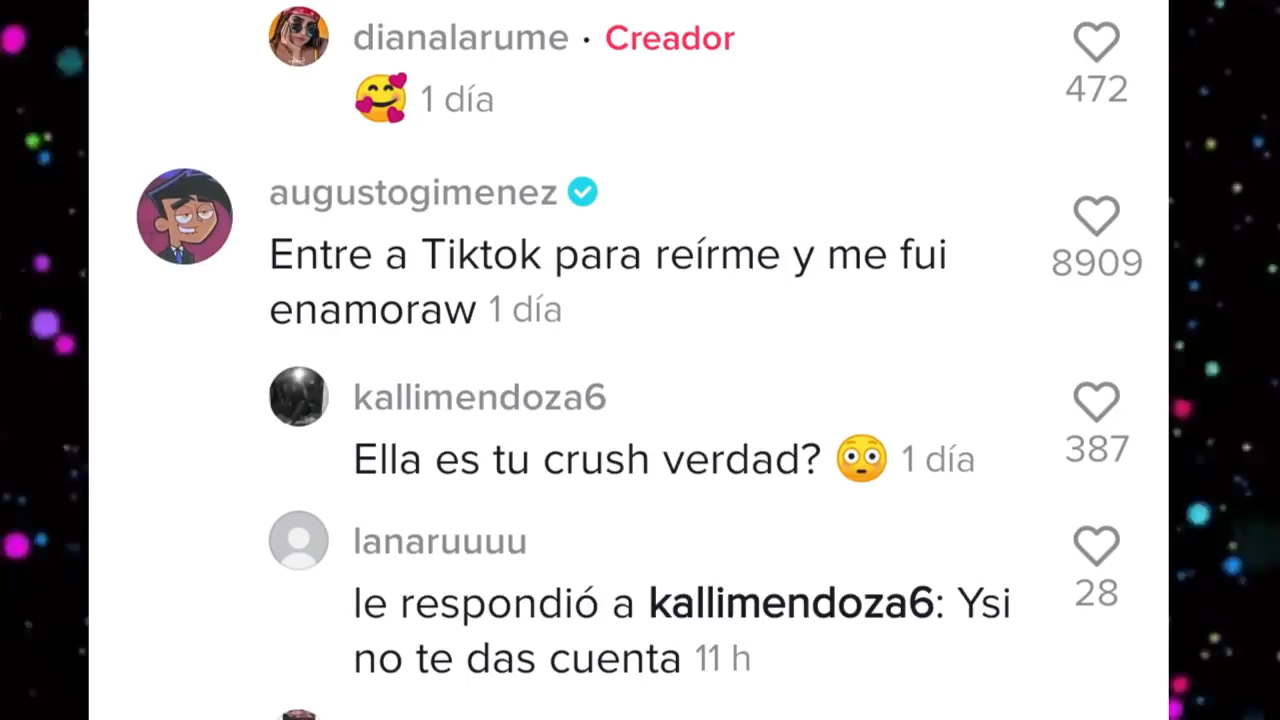 dianalarume · Creador
🥰 1 día
472
augustogimenez
Entre a Tiktok para reírme y me fui
enamoraw 1 día
8909
kallimendoza6
Ella es tu crush verdad? 😳 1 día
387
lanaruuuu
le respondió a kallimendoza6: Ysi
no te das cuenta 11 h
28